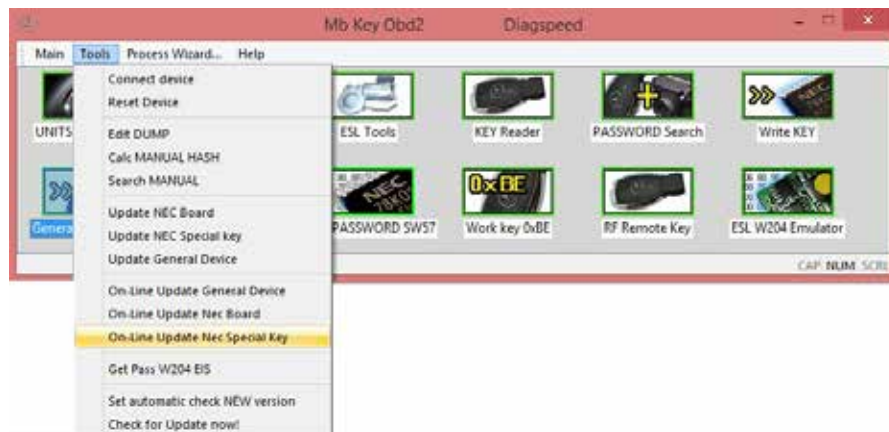 Mb Key Obd2 Diagspeed
Main Tools Process Wizard... Help
Connect device
Reset Device
Edit DUMP
Calc MANUAL HASH
Search MANUAL
Update NEC Board
Update NEC Special key
Update General Device
On-Line Update General Device
On-Line Update Nec Board
On-Line Update Nec Special Key
Get Pass W204 EIS
Set automatic check NEW version
Check for Update now!
UNITS
ESL Tools
KEY Reader
PASSWORD Search
Write KEY
NEC
0xBE
PASSWORD SW57
Work key 0xBE
RF Remote Key
ESL W204 Emulator
CAP NUM